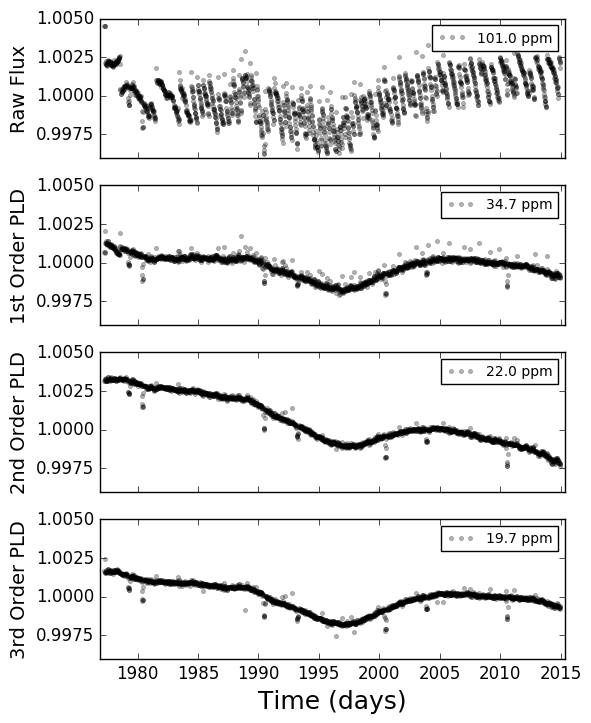 1.0050
1.0025
1.0000
0.9975
Raw Flux
101.0 ppm
1.0050
1.0025
1.0000
0.9975
1st Order PLD
34.7 ppm
1.0050
1.0025
1.0000
0.9975
2nd Order PLD
22.0 ppm
1.0050
1.0025
1.0000
0.9975
3rd Order PLD
19.7 ppm
1980 1985 1990 1995 2000 2005 2010 2015
Time (days)